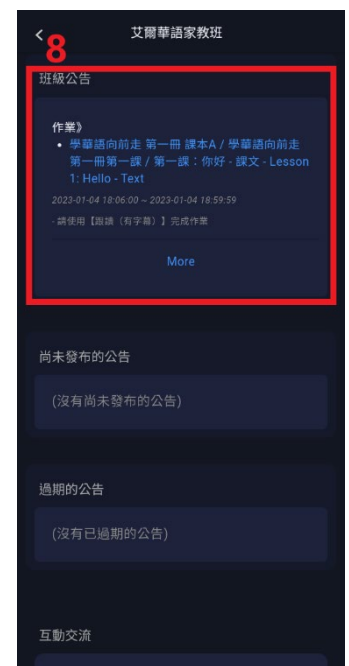 艾爾華語家教班
8
班級公告
作業》
• 學華語向前走 第一冊 課本A / 學華語向前走
第一冊第一課 / 第一課：你好 - 課文 - Lesson
1: Hello - Text
2023-01-04 18:06:00 ~ 2023-01-04 18:59:59
- 請使用【跟讀（有字幕）】完成作業
More
尚未發布的公告
(沒有尚未發布的公告)
過期的公告
(沒有已過期的公告)
互動交流